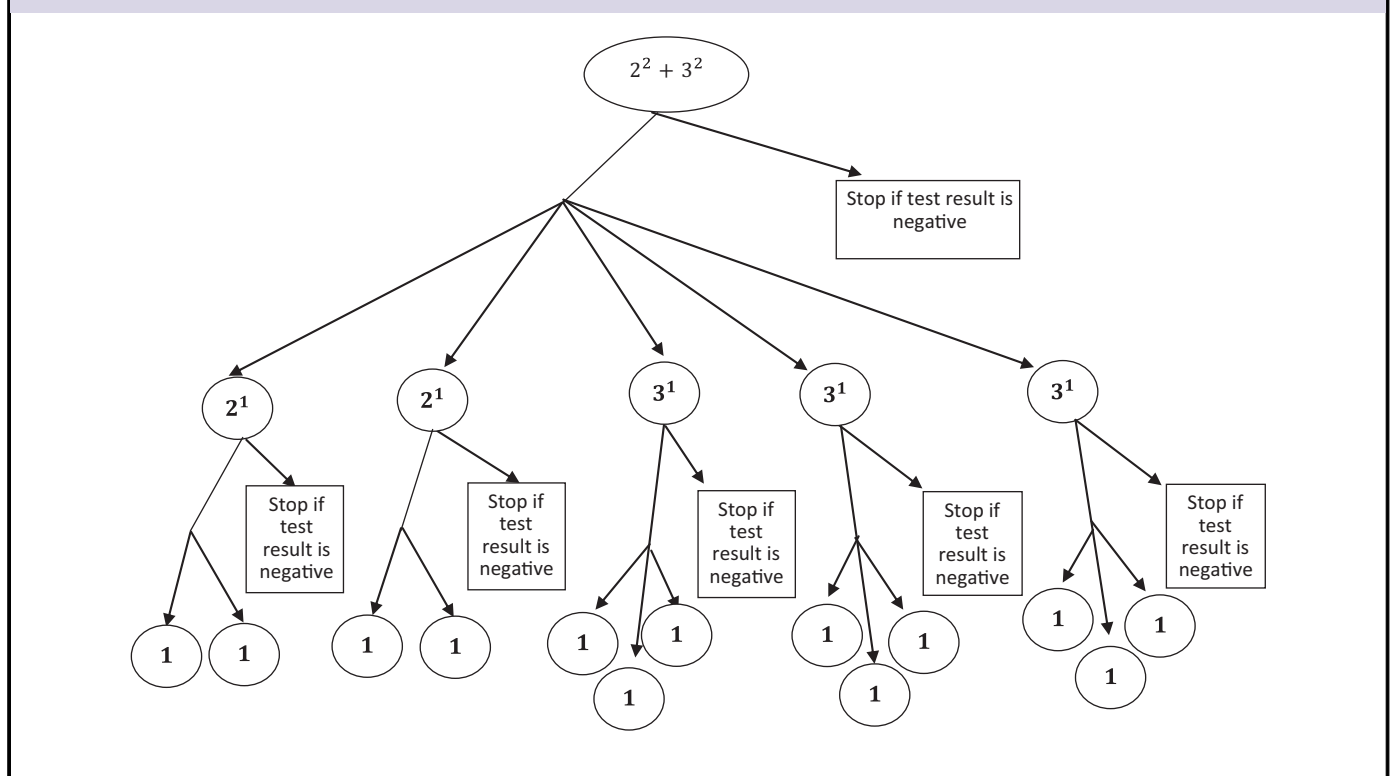 2² + 3²
Stop if test result is
negative
2¹
2¹
3¹
3¹
3¹
Stop if
test
result is
negative
Stop if
test
result is
negative
Stop if
test
result is
negative
Stop if
test
result is
negative
Stop if
test
result is
negative
1
1
1
1
1
1
1
1
1
1
1
1
1